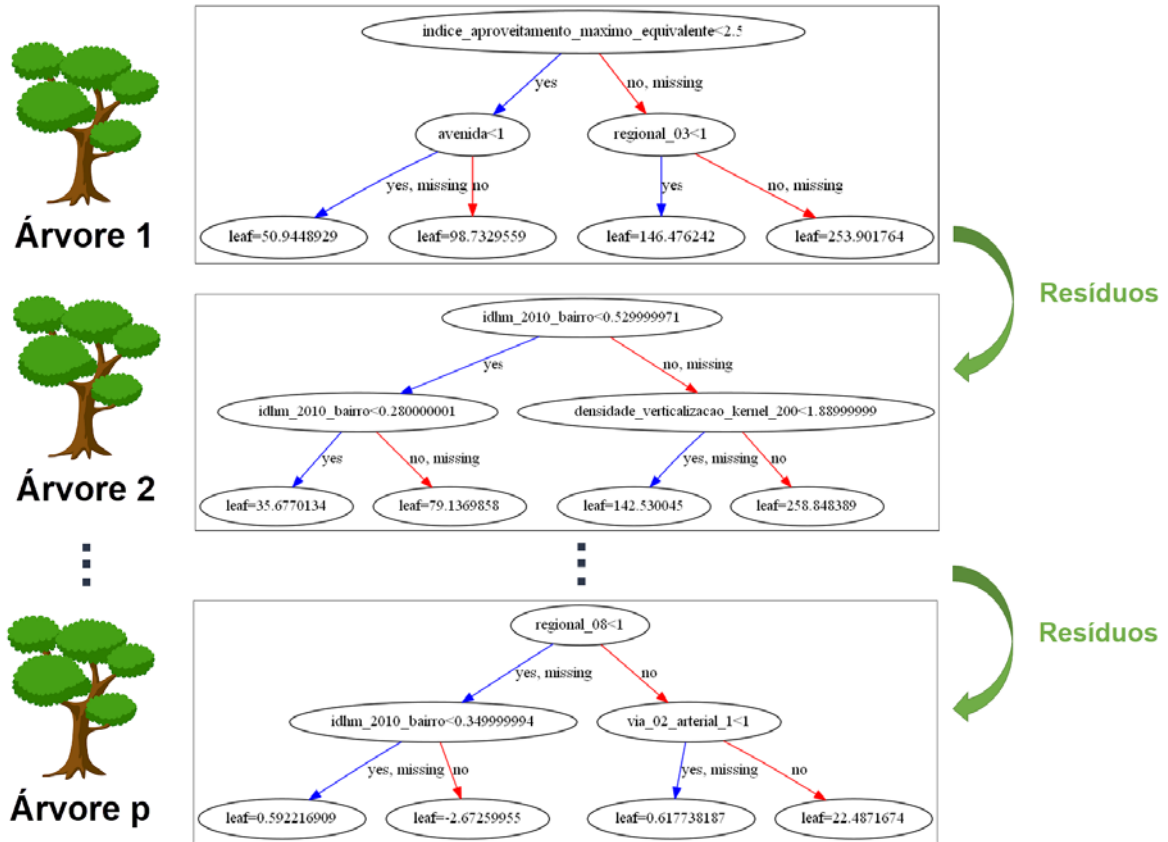 indice_aproveitamento_maximo_equivalente<2.5
yes
no, missing
avenida<1
regional_03<1
yes, missing
no
yes
no, missing
leaf=50.9448929
leaf=98.7329559
leaf=146.476242
leaf=253.901764
Árvore 1
Resíduos
idhm_2010_bairro<0.529999971
yes
no, missing
idhm_2010_bairro<0.280000001
densidade_verticalizacao_kernel_200<1.88999999
yes
no, missing
yes, missing
no
leaf=35.6770134
leaf=79.1369858
leaf=142.530045
leaf=258.848389
Árvore 2
Resíduos
regional_08<1
yes, missing
no
idhm_2010_bairro<0.349999994
via_02_arterial_1<1
yes, missing
no
yes, missing
no
leaf=0.592216909
leaf=-2.67259955
leaf=0.617738187
leaf=22.4871674
Árvore p